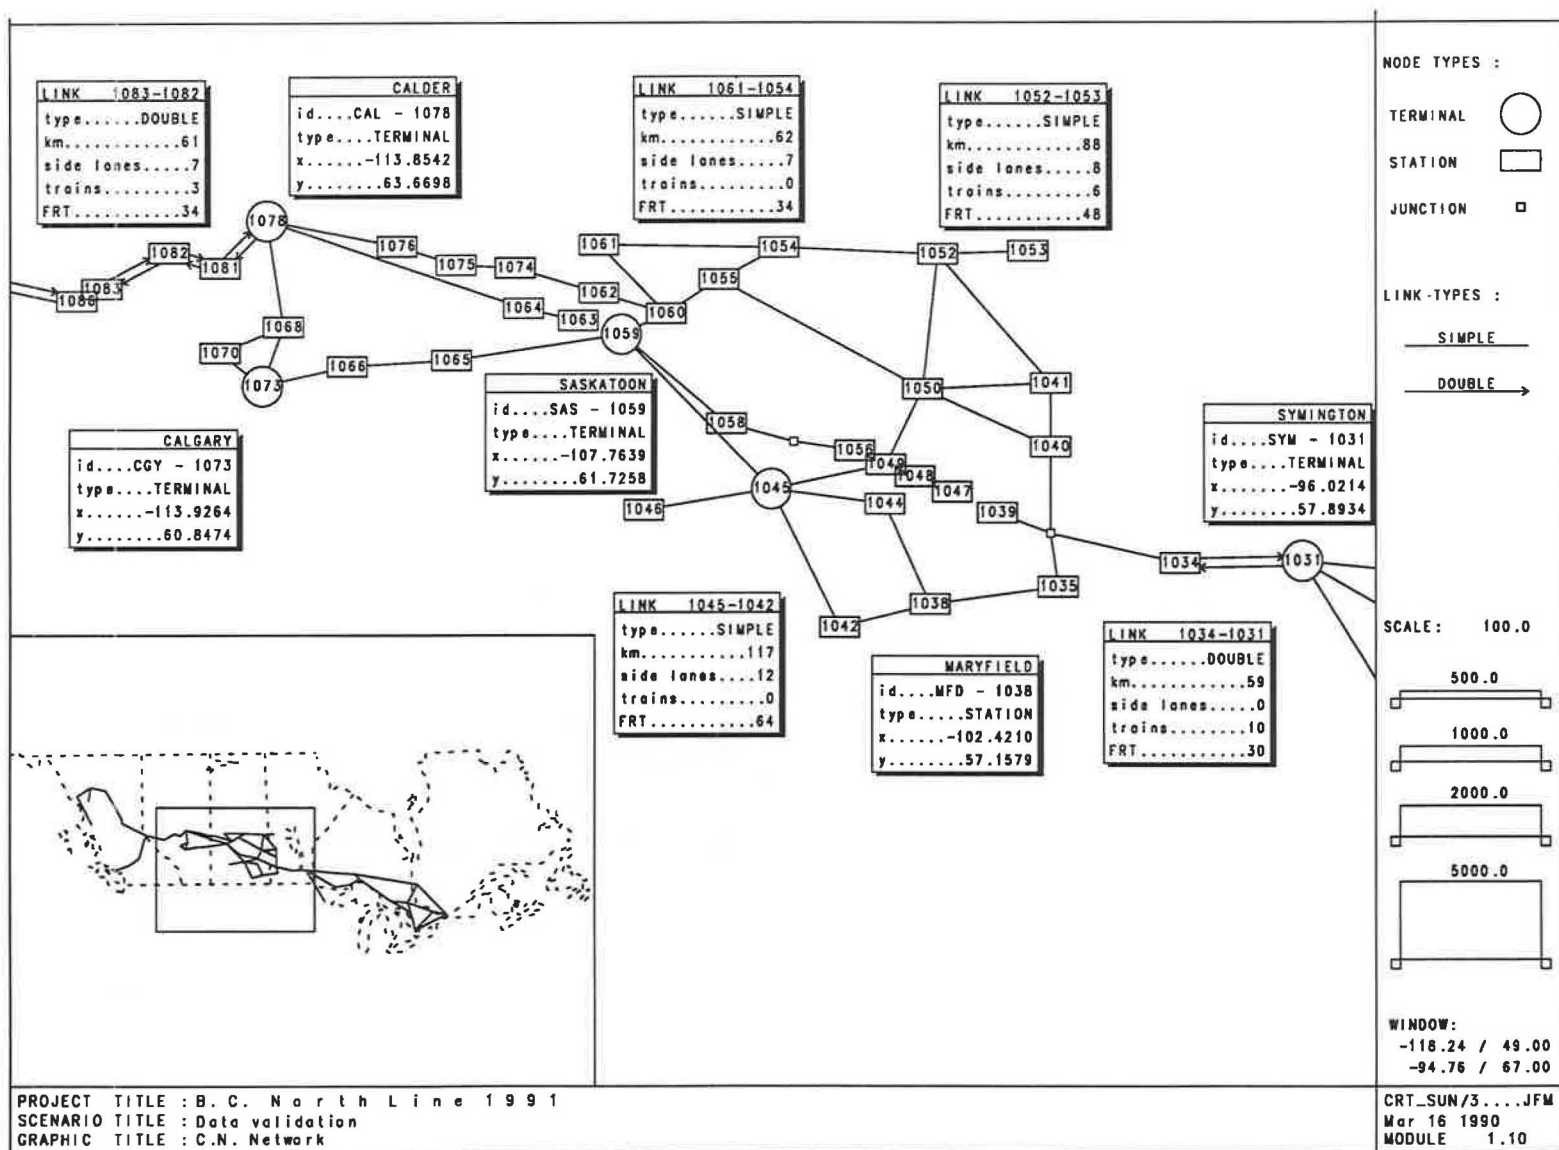 LINK 1083-1082
type......DOUBLE
km............61
side lanes.....7
trains.........3
FRT...........34
CALDER
id....CAL - 1078
type....TERMINAL
x......-113.8542
y........63.6698
LINK 1061-1054
type......SIMPLE
km............62
side lanes.....7
trains.........0
FRT...........34
LINK 1052-1053
type......SIMPLE
km............88
side lanes.....8
trains.........6
FRT...........48
NODE TYPES :
TERMINAL
STATION
JUNCTION
LINK-TYPES :
SIMPLE
DOUBLE
1078
1082
1081
1083
1086
1076
1075
1074
1064
1063
1062
1061
1060
1059
1054
1055
1052
1053
1068
1070
1073
1066
1065
1050
1041
1040
1058
1056
1049
1048
1047
1045
1046
1044
1039
1034
1031
1035
1038
1042
CALGARY
id....CGY - 1073
type....TERMINAL
x......-113.9264
y........60.8474
SASKATOON
id....SAS - 1059
type....TERMINAL
x......-107.7639
y........61.7258
SYMINGTON
id....SYM - 1031
type....TERMINAL
x.......-96.0214
y........57.8934
LINK 1045-1042
type......SIMPLE
km...........117
side lanes....12
trains.........0
FRT...........64
MARYFIELD
id....MFD - 1038
type.....STATION
x......-102.4210
y........57.1579
LINK 1034-1031
type......DOUBLE
km............59
side lanes.....0
trains........10
FRT...........30
SCALE: 100.0
500.0
1000.0
2000.0
5000.0
WINDOW:
-118.24 / 49.00
-94.76 / 67.00
PROJECT TITLE : B.C. North Line 1991
SCENARIO TITLE : Data validation
GRAPHIC TITLE : C.N. Network
CRT_SUN/3....JFM
Mar 16 1990
MODULE 1.10